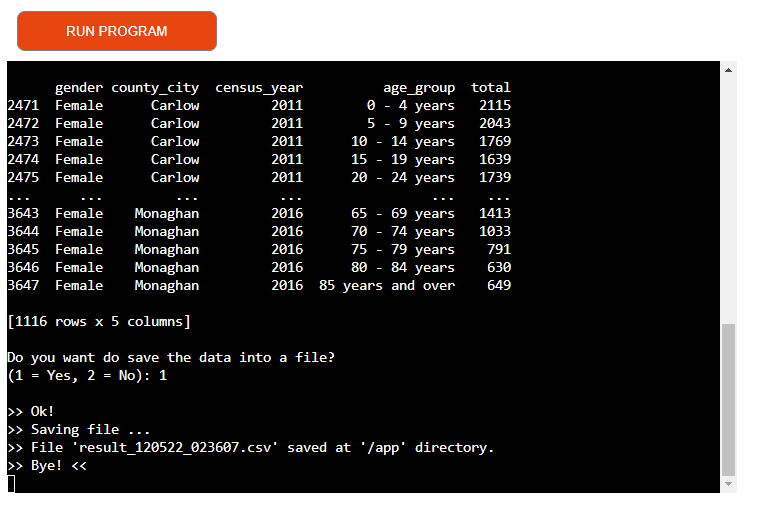 RUN PROGRAM
gender county_city census_year age_group total
2471 Female Carlow 2011 0 - 4 years 2115
2472 Female Carlow 2011 5 - 9 years 2043
2473 Female Carlow 2011 10 - 14 years 1769
2474 Female Carlow 2011 15 - 19 years 1639
2475 Female Carlow 2011 20 - 24 years 1739
... ... ... ... ... ...
3643 Female Monaghan 2016 65 - 69 years 1413
3644 Female Monaghan 2016 70 - 74 years 1033
3645 Female Monaghan 2016 75 - 79 years 791
3646 Female Monaghan 2016 80 - 84 years 630
3647 Female Monaghan 2016 85 years and over 649
[1116 rows x 5 columns]
Do you want do save the data into a file?
(1 = Yes, 2 = No): 1
>> Ok!
>> Saving file ...
>> File 'result_120522_023607.csv' saved at '/app' directory.
>> Bye! <<